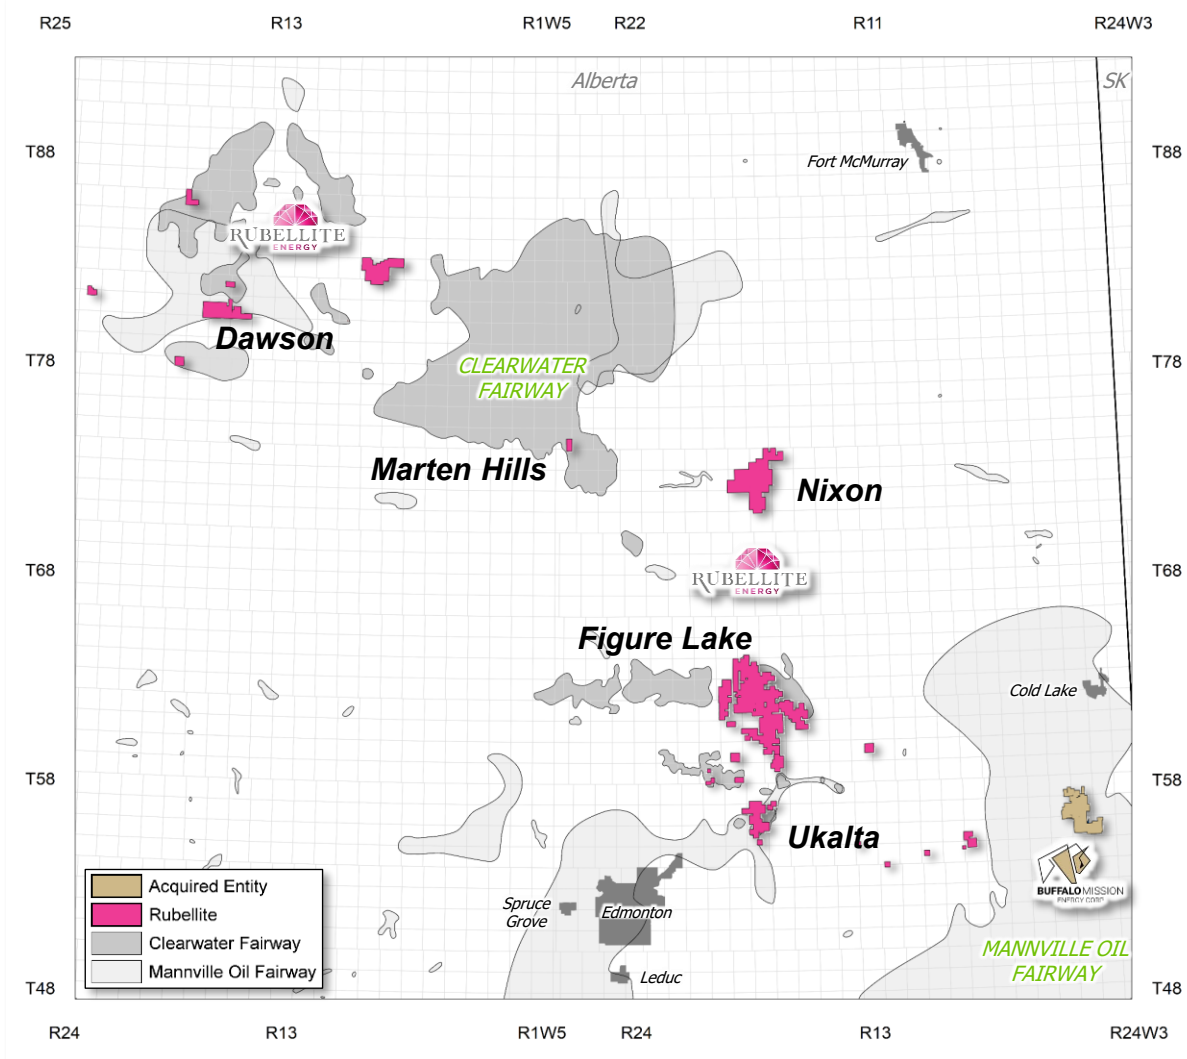 R25 R13 R1W5 R22 R11 R24W3
Alberta SK
T88 T88
Fort McMurray
RUBELLITE
ENERGY
Dawson
T78 T78
CLEARWATER
FAIRWAY
Marten Hills
Nixon
T68 T68
RUBELLITE
ENERGY
Figure Lake
Cold Lake
T58 T58
Ukalta
BUFFALO MISSION
ENERGY CORP
Acquired Entity
Rubellite
Clearwater Fairway
Mannville Oil Fairway
Spruce
Grove
Edmonton
Leduc
MANNVILLE OIL
FAIRWAY
T48 T48
R24 R13 R1W5 R24 R13 R24W3